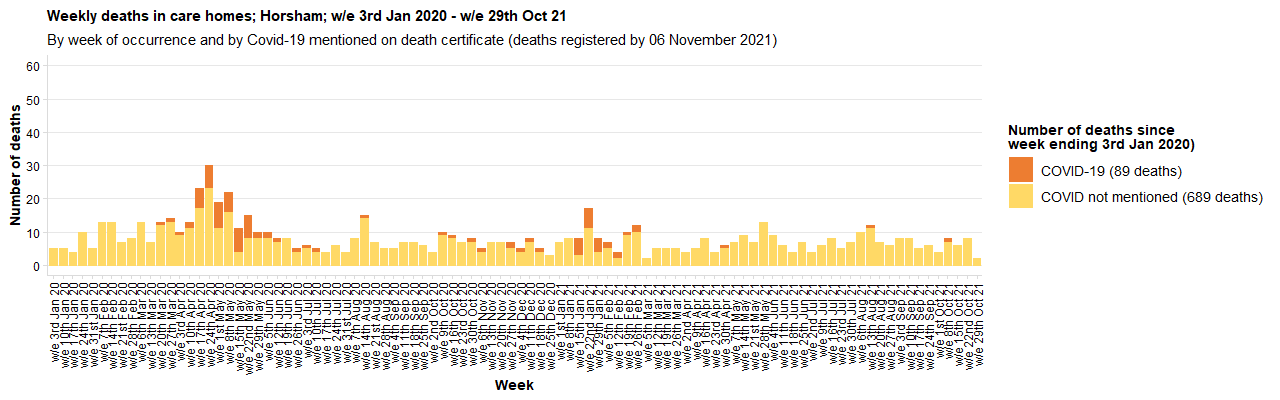 Weekly deaths in care homes; Horsham; w/e 3rd Jan 2020 - w/e 29th Oct 21
By week of occurrence and by Covid-19 mentioned on death certificate (deaths registered by 06 November 2021)
Number of deaths
60
50
40
30
20
10
0
w/e 3rd Jan 20
w/e 10th Jan 20
w/e 17th Jan 20
w/e 24th Jan 20
w/e 31st Jan 20
w/e 7th Feb 20
w/e 14th Feb 20
w/e 21st Feb 20
w/e 28th Feb 20
w/e 6th Mar 20
w/e 13th Mar 20
w/e 20th Mar 20
w/e 27th Mar 20
w/e 3rd Apr 20
w/e 10th Apr 20
w/e 17th Apr 20
w/e 24th Apr 20
w/e 1st May 20
w/e 8th May 20
w/e 15th May 20
w/e 22nd May 20
w/e 29th May 20
w/e 5th Jun 20
w/e 12th Jun 20
w/e 19th Jun 20
w/e 26th Jun 20
w/e 3rd Jul 20
w/e 10th Jul 20
w/e 17th Jul 20
w/e 24th Jul 20
w/e 31st Jul 20
w/e 7th Aug 20
w/e 14th Aug 20
w/e 21st Aug 20
w/e 28th Aug 20
w/e 4th Sep 20
w/e 11th Sep 20
w/e 18th Sep 20
w/e 25th Sep 20
w/e 2nd Oct 20
w/e 9th Oct 20
w/e 16th Oct 20
w/e 23rd Oct 20
w/e 30th Oct 20
w/e 6th Nov 20
w/e 13th Nov 20
w/e 20th Nov 20
w/e 27th Nov 20
w/e 4th Dec 20
w/e 11th Dec 20
w/e 18th Dec 20
w/e 25th Dec 20
w/e 1st Jan 21
w/e 8th Jan 21
w/e 15th Jan 21
w/e 22nd Jan 21
w/e 29th Jan 21
w/e 5th Feb 21
w/e 12th Feb 21
w/e 19th Feb 21
w/e 26th Feb 21
w/e 5th Mar 21
w/e 12th Mar 21
w/e 19th Mar 21
w/e 26th Mar 21
w/e 2nd Apr 21
w/e 9th Apr 21
w/e 16th Apr 21
w/e 23rd Apr 21
w/e 30th Apr 21
w/e 7th May 21
w/e 14th May 21
w/e 21st May 21
w/e 28th May 21
w/e 4th Jun 21
w/e 11th Jun 21
w/e 18th Jun 21
w/e 25th Jun 21
w/e 2nd Jul 21
w/e 9th Jul 21
w/e 16th Jul 21
w/e 23rd Jul 21
w/e 30th Jul 21
w/e 6th Aug 21
w/e 13th Aug 21
w/e 20th Aug 21
w/e 27th Aug 21
w/e 3rd Sep 21
w/e 10th Sep 21
w/e 17th Sep 21
w/e 24th Sep 21
w/e 1st Oct 21
w/e 8th Oct 21
w/e 15th Oct 21
w/e 22nd Oct 21
w/e 29th Oct 21
Week
Number of deaths since
week ending 3rd Jan 2020)
COVID-19 (89 deaths)
COVID not mentioned (689 deaths)